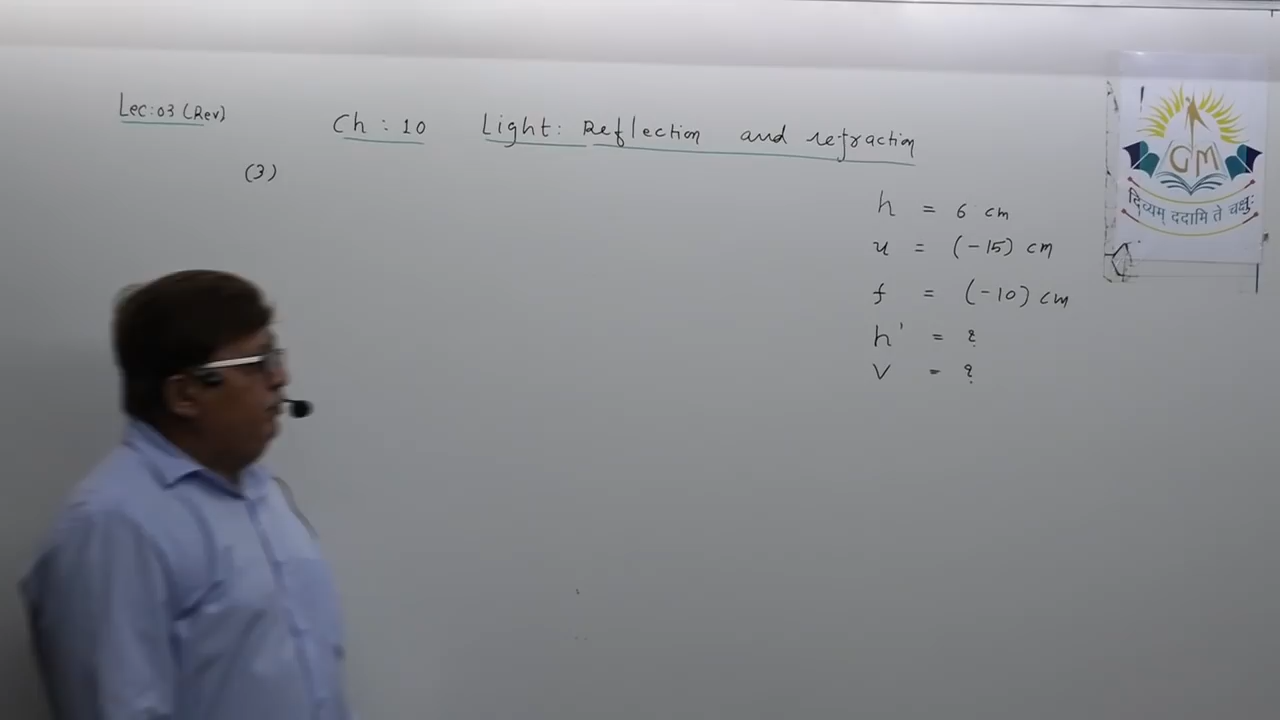 Lec:03 (Rev)
Ch : 10 Light: Reflection and refraction
(3)
h = 6 cm
u = (-15) cm
f = (-10) cm
h' = ?
v = ?
GM
दिव्यम् ददामि ते चक्षुः